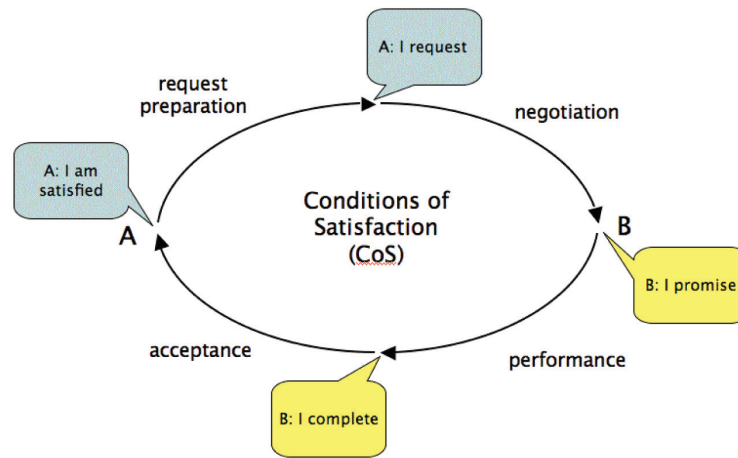 A: I request
request
preparation
negotiation
A: I am
satisfied
Conditions of
Satisfaction
(CoS)
A
B
B: I promise
acceptance
performance
B: I complete